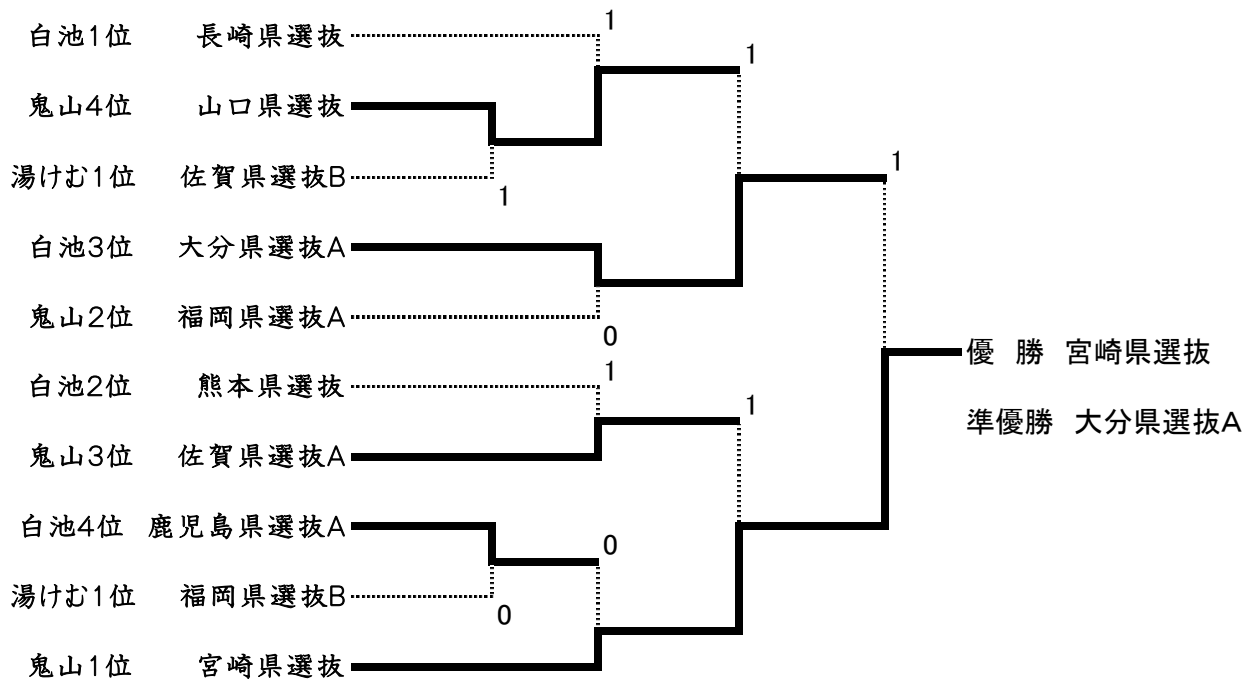 1
白池1位 長崎県選抜
1
鬼山4位 山口県選抜
1
湯けむ1位 佐賀県選抜B
1
白池3位 大分県選抜A
鬼山2位 福岡県選抜A
0
優 勝 宮崎県選抜
1
白池2位 熊本県選抜
1
準優勝 大分県選抜A
鬼山3位 佐賀県選抜A
白池4位 鹿児島県選抜A
0
湯けむ1位 福岡県選抜B
0
鬼山1位 宮崎県選抜